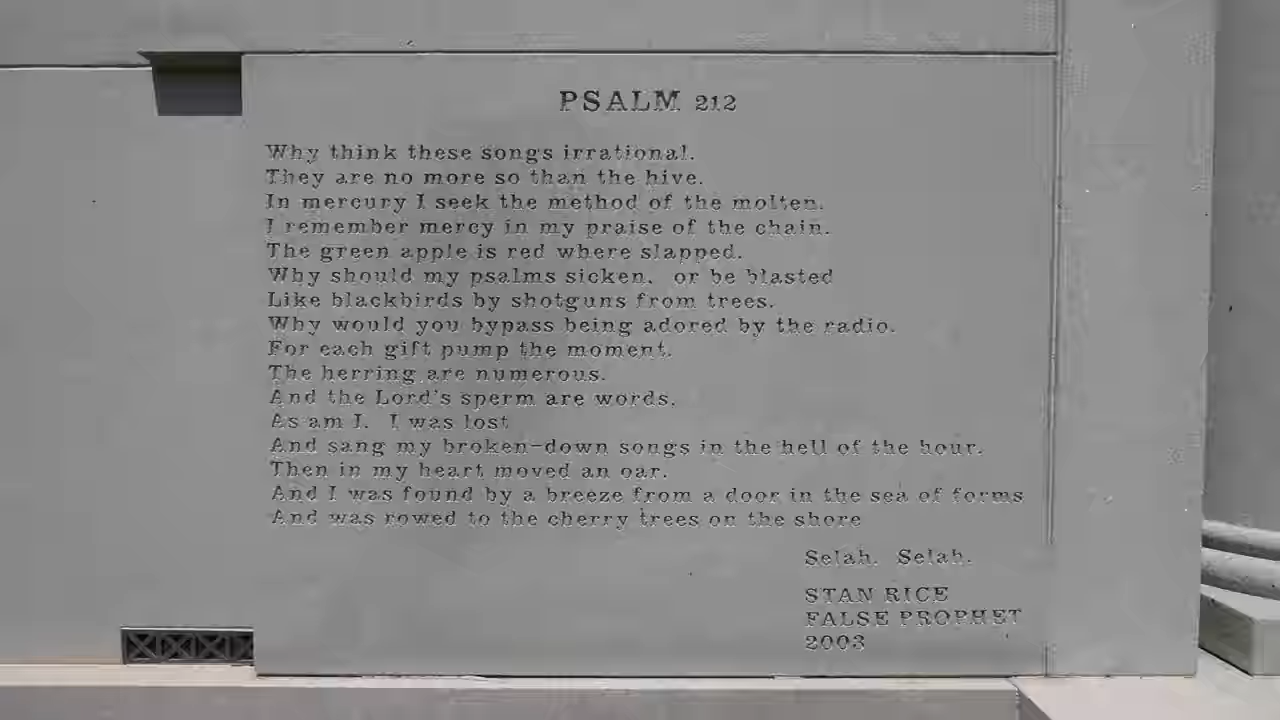 PSALM 212
Why think these songs irrational.
They are no more so than the hive.
In mercury I seek the method of the molten.
I remember mercy in my praise of the chain.
The green apple is red where slapped.
Why should my psalms sicken, or be blasted
Like blackbirds by shotguns from trees.
Why would you bypass being adored by the radio.
For each gift pump the moment.
The herring are numerous.
And the Lord's sperm are words.
As am I. I was lost
And sang my broken-down songs in the hell of the hour.
Then in my heart moved an oar.
And I was found by a breeze from a door in the sea of forms
And was rowed to the cherry trees on the shore
Selah. Selah.
STAN RICE
FALSE PROPHET
2003